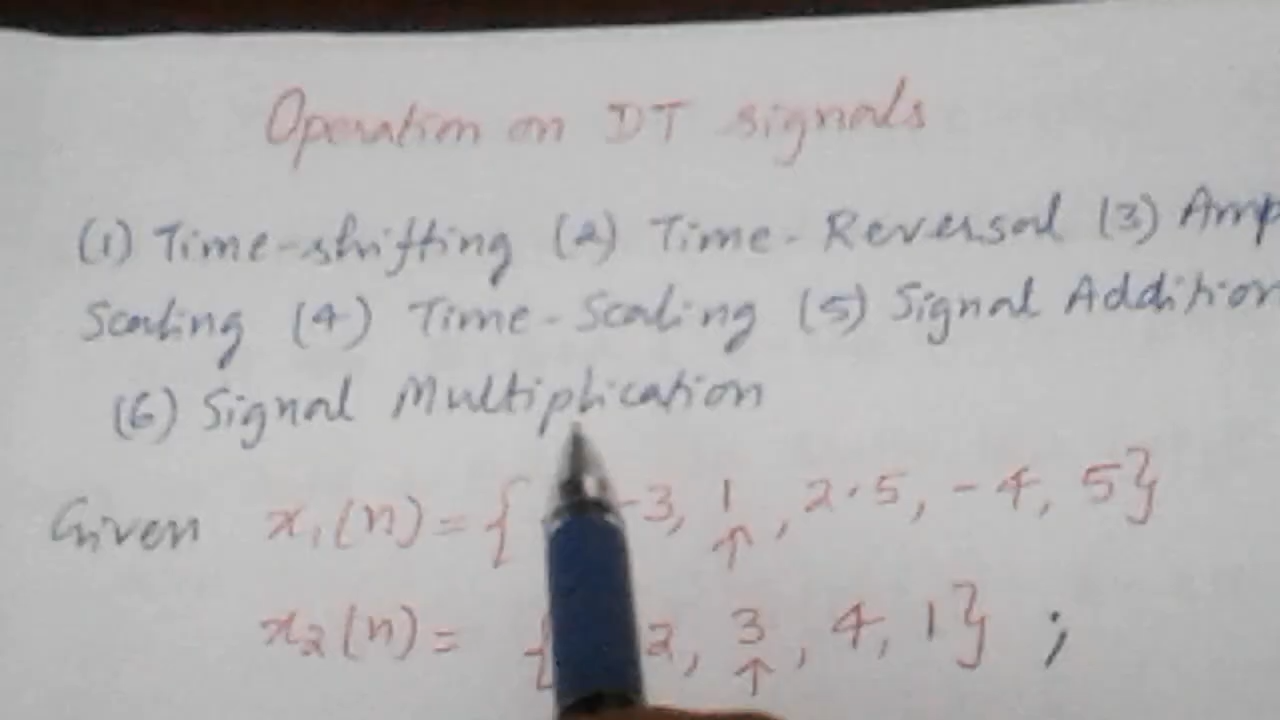 Operation on DT signals
(1) Time-shifting (2) Time-Reversal (3) Amp
Scaling (4) Time-Scaling (5) Signal Addition
(6) Signal Multiplication
Given x₁(n) = { -3, 1, 2.5, -4, 5}
↑
x₂(n) = { 2, 3, 4, 1} ;
↑